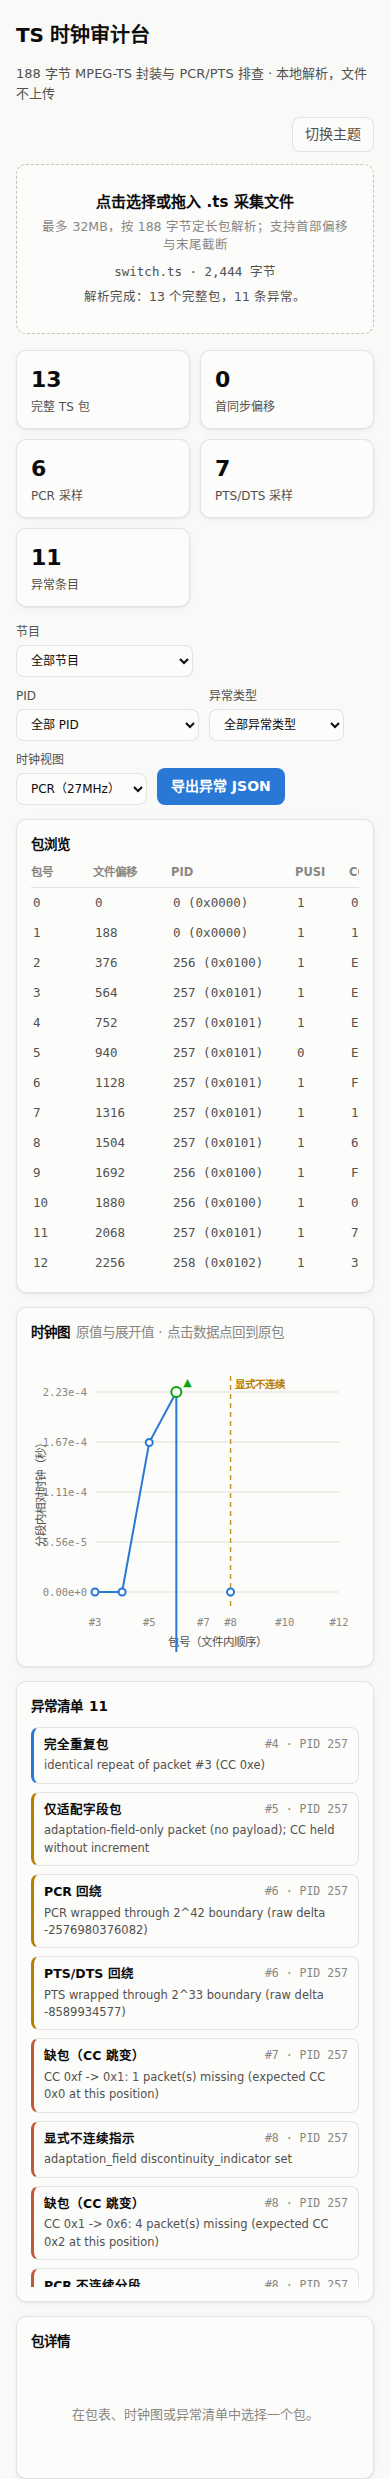 TS 时钟审计台
188 字节 MPEG-TS 封装与 PCR/PTS 排查 · 本地解析，文件
不上传
切换主题
点击选择或拖入 .ts 采集文件
最多 32MB，按 188 字节定长包解析；支持首部偏移
与末尾截断
switch.ts · 2,444 字节
解析完成：13 个完整包，11 条异常。
13
完整 TS 包
0
首同步偏移
6
PCR 采样
7
PTS/DTS 采样
11
异常条目
节目
全部节目
PID
异常类型
全部 PID
全部异常类型
时钟视图
PCR（27MHz）
导出异常 JSON
包浏览
包号 文件偏移 PID PUSI
0 0 0 (0x0000) 1 0
1 188 0 (0x0000) 1 1
2 376 256 (0x0100) 1 E
3 564 257 (0x0101) 1 E
4 752 257 (0x0101) 1 E
5 940 257 (0x0101) 0 E
6 1128 257 (0x0101) 1 F
7 1316 257 (0x0101) 1 1
8 1504 257 (0x0101) 1 6
9 1692 256 (0x0100) 1 F
10 1880 256 (0x0100) 1 0
11 2068 257 (0x0101) 1 7
12 2256 258 (0x0102) 1 3
时钟图 原值与展开值 · 点击数据点回到原包
显式不连续
2.23e-4
1.67e-4
1.11e-4
5.56e-5
0.00e+0
分段内相对时钟（秒）
#3 #5 #7 #8 #10 #12
包号（文件内顺序）
异常清单 11
完全重复包 #4 · PID 257
identical repeat of packet #3 (CC 0xe)
仅适配字段包 #5 · PID 257
adaptation-field-only packet (no payload); CC held
without increment
PCR 回绕 #6 · PID 257
PCR wrapped through 2^42 boundary (raw delta
-2576980376082)
PTS/DTS 回绕 #6 · PID 257
PTS wrapped through 2^33 boundary (raw delta
-8589934577)
缺包（CC 跳变） #7 · PID 257
CC 0xf -> 0x1: 1 packet(s) missing (expected CC
0x0 at this position)
显式不连续指示 #8 · PID 257
adaptation_field discontinuity_indicator set
缺包（CC 跳变） #8 · PID 257
CC 0x1 -> 0x6: 4 packet(s) missing (expected CC
0x2 at this position)
PCR 不连续分段 #8 · PID 257
包详情
在包表、时钟图或异常清单中选择一个包。